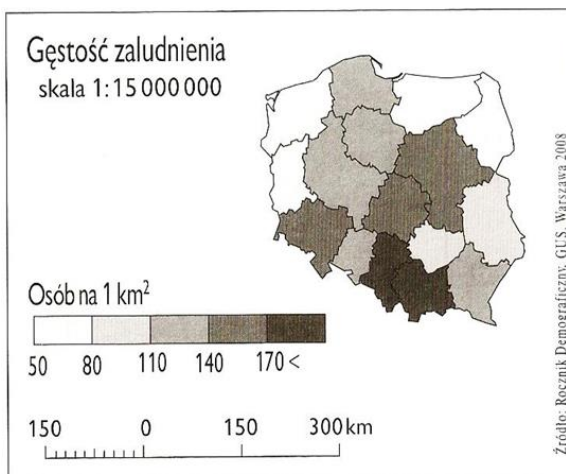 Gęstość zaludnienia
skala 1:15 000 000
Osób na 1 km²
50 80 110 140 170 <
150 0 150 300 km
Źródło: Rocznik Demograficzny, GUS, Warszawa 2008